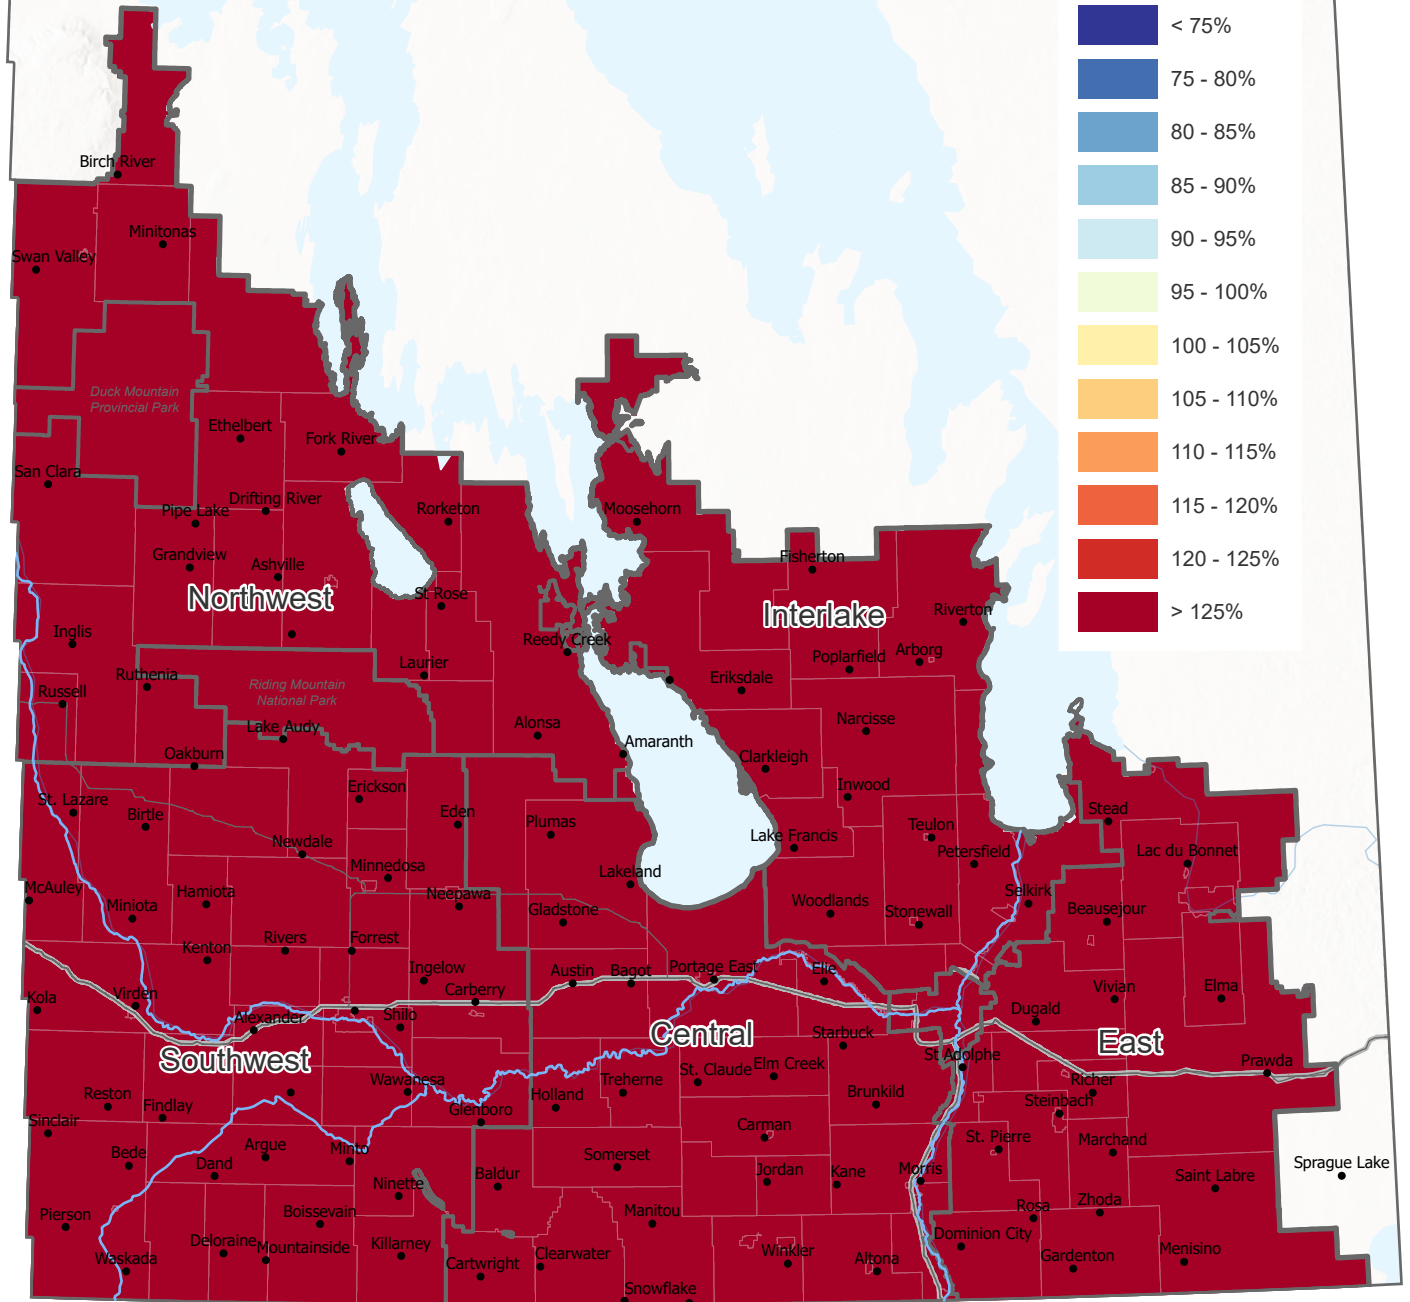 < 75%
75 - 80%
80 - 85%
85 - 90%
90 - 95%
95 - 100%
100 - 105%
105 - 110%
110 - 115%
115 - 120%
120 - 125%
> 125%
Birch River
Minitonas
Swan Valley
Duck Mountain
Provincial Park
Ethelbert
Fork River
San Clara
Drifting River
Pipe Lake
Rorketon
Moosehorn
Grandview
Ashville
Fisherton
Northwest
St Rose
Interlake
Riverton
Inglis
Reedy Creek
Arborg
Poplarfield
Laurier
Ruthenia
Eriksdale
Russell
Riding Mountain
National Park
Lake Audy
Alonsa
Narcisse
Amaranth
Oakburn
Clarkleigh
Erickson
Inwood
St. Lazare
Birtle
Eden
Plumas
Stead
Teulon
Newdale
Lake Francis
Petersfield
Lac du Bonnet
Minnedosa
Lakeland
McAuley
Hamiota
Neepawa
Selkirk
Miniota
Gladstone
Woodlands
Stonewall
Beausejour
Kenton
Rivers
Forrest
Ingelow
Austin
Bagot
Portage East
Elie
Kola
Virden
Carberry
Vivian
Elma
Alexander
Shilo
Dugald
Central
Starbuck
East
Southwest
St Adolphe
Prawda
Wawanesa
Treherne
St. Claude
Elm Creek
Richer
Reston
Findlay
Holland
Brunkild
Steinbach
Glenboro
Sinclair
Carman
St. Pierre
Marchand
Bede
Argue
Minto
Dand
Somerset
Sprague Lake
Baldur
Jordan
Kane
Morris
Saint Labre
Ninette
Pierson
Boissevain
Manitou
Rosa
Zhoda
Dominion City
Deloraine
Mountainside
Killarney
Clearwater
Winkler
Altona
Gardenton
Menisino
Waskada
Cartwright
Snowflake